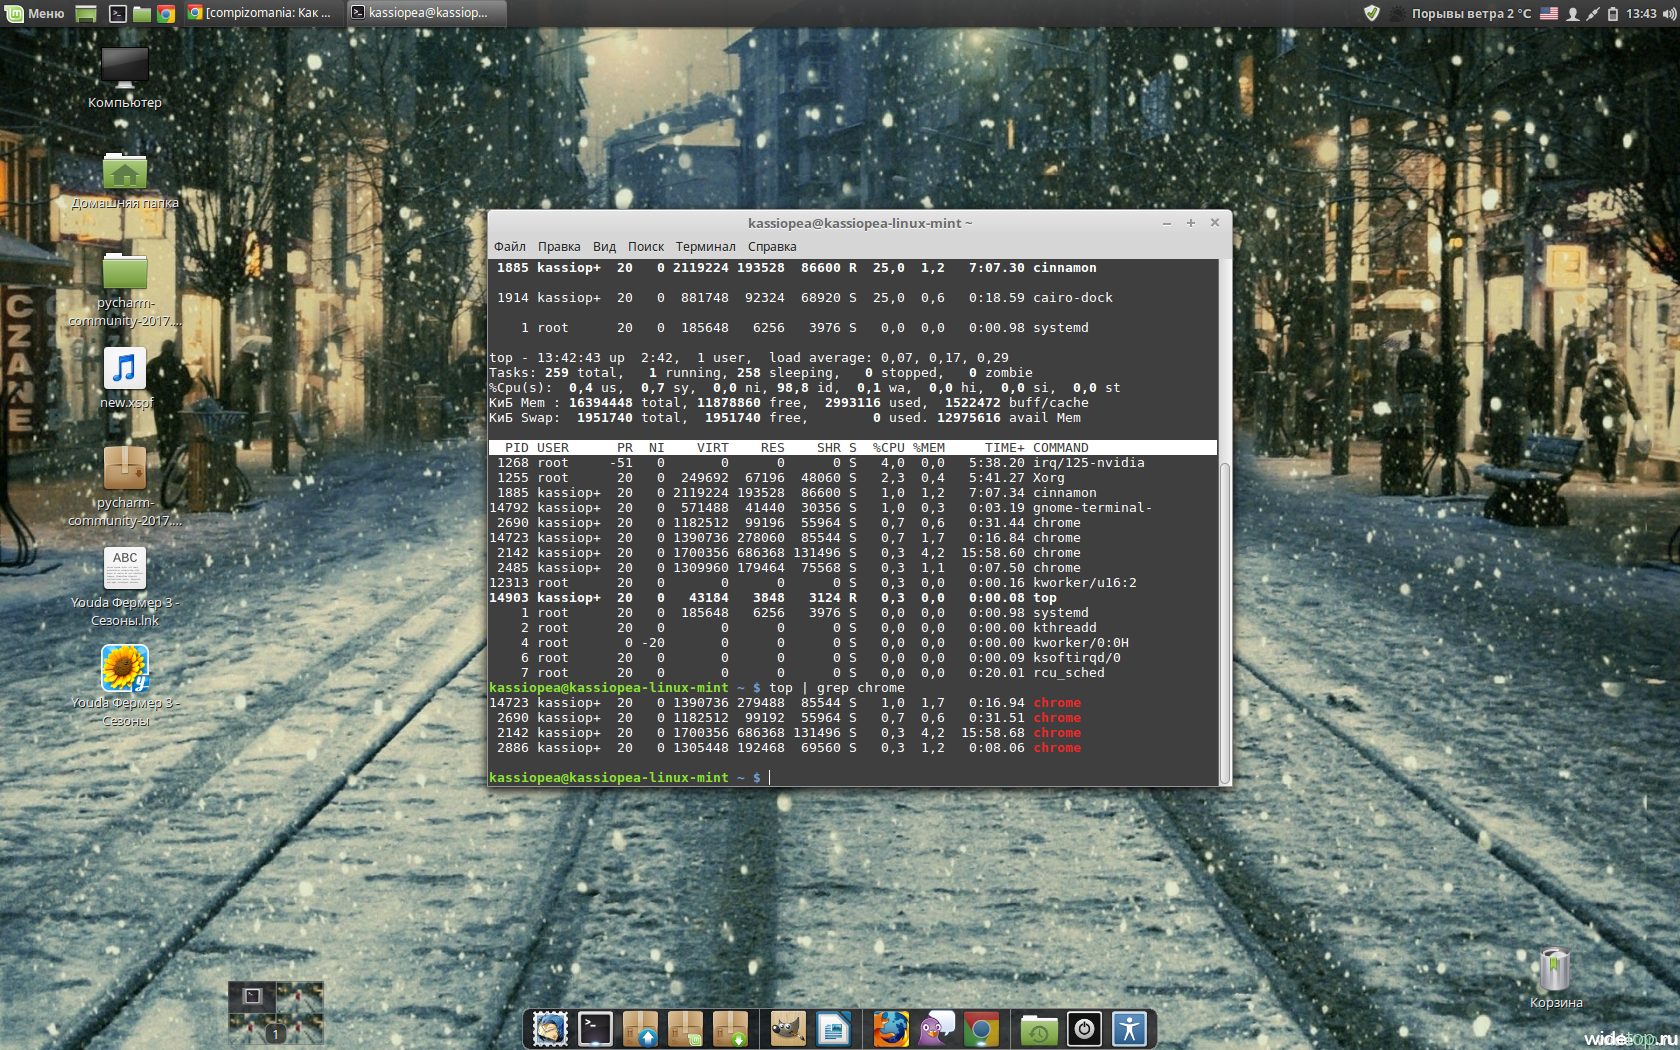 Меню
[compizomania: Как ...
kassiopea@kassiop...
Порывы ветра 2 °C
13:43
Компьютер
Домашняя папка
pycharm-
community-2017....
new.xspf
pycharm-
community-2017....
ABC
Youda Фермер 3 -
Сезоны.lnk
Youda Фермер 3 -
Сезоны
CZAR
kassiopea@kassiopea-linux-mint ~
Файл Правка Вид Поиск Терминал Справка
1885 kassiop+ 20 0 2119224 193528 86600 R 25,0 1,2 7:07.30 cinnamon
1914 kassiop+ 20 0 881748 92324 68920 S 25,0 0,6 0:18.59 cairo-dock
1 root 20 0 185648 6256 3976 S 0,0 0,0 0:00.98 systemd
top - 13:42:43 up 2:42, 1 user, load average: 0,07, 0,17, 0,29
Tasks: 259 total, 1 running, 258 sleeping, 0 stopped, 0 zombie
%Cpu(s): 0,4 us, 0,7 sy, 0,0 ni, 98,8 id, 0,1 wa, 0,0 hi, 0,0 si, 0,0 st
КиБ Mem : 16394448 total, 11878860 free, 2993116 used, 1522472 buff/cache
КиБ Swap: 1951740 total, 1951740 free, 0 used. 12975616 avail Mem
PID USER PR NI VIRT RES SHR S %CPU %MEM TIME+ COMMAND
1268 root -51 0 0 0 0 S 4,0 0,0 5:38.20 irq/125-nvidia
1255 root 20 0 249692 67196 48060 S 2,3 0,4 5:41.27 Xorg
1885 kassiop+ 20 0 2119224 193528 86600 S 1,0 1,2 7:07.34 cinnamon
14792 kassiop+ 20 0 571488 41440 30356 S 1,0 0,3 0:03.19 gnome-terminal-
2690 kassiop+ 20 0 1182512 99196 55964 S 0,7 0,6 0:31.44 chrome
14723 kassiop+ 20 0 1390736 278060 85544 S 0,7 1,7 0:16.84 chrome
2142 kassiop+ 20 0 1700356 686368 131496 S 0,3 4,2 15:58.60 chrome
2485 kassiop+ 20 0 1309960 179464 75568 S 0,3 1,1 0:07.50 chrome
12313 root 20 0 0 0 0 S 0,3 0,0 0:00.16 kworker/u16:2
14903 kassiop+ 20 0 43184 3848 3124 R 0,3 0,0 0:00.08 top
1 root 20 0 185648 6256 3976 S 0,0 0,0 0:00.98 systemd
2 root 20 0 0 0 0 S 0,0 0,0 0:00.00 kthreadd
4 root 0 -20 0 0 0 S 0,0 0,0 0:00.00 kworker/0:0H
6 root 20 0 0 0 0 S 0,0 0,0 0:00.09 ksoftirqd/0
7 root 20 0 0 0 0 S 0,0 0,0 0:20.01 rcu_sched
kassiopea@kassiopea-linux-mint ~ $ top | grep chrome
14723 kassiop+ 20 0 1390736 279488 85544 S 1,0 1,7 0:16.94 chrome
2690 kassiop+ 20 0 1182512 99192 55964 S 0,7 0,6 0:31.51 chrome
2142 kassiop+ 20 0 1700356 686368 131496 S 0,3 4,2 15:58.68 chrome
2886 kassiop+ 20 0 1305448 192468 69560 S 0,3 1,2 0:08.06 chrome
kassiopea@kassiopea-linux-mint ~ $
Корзина
1